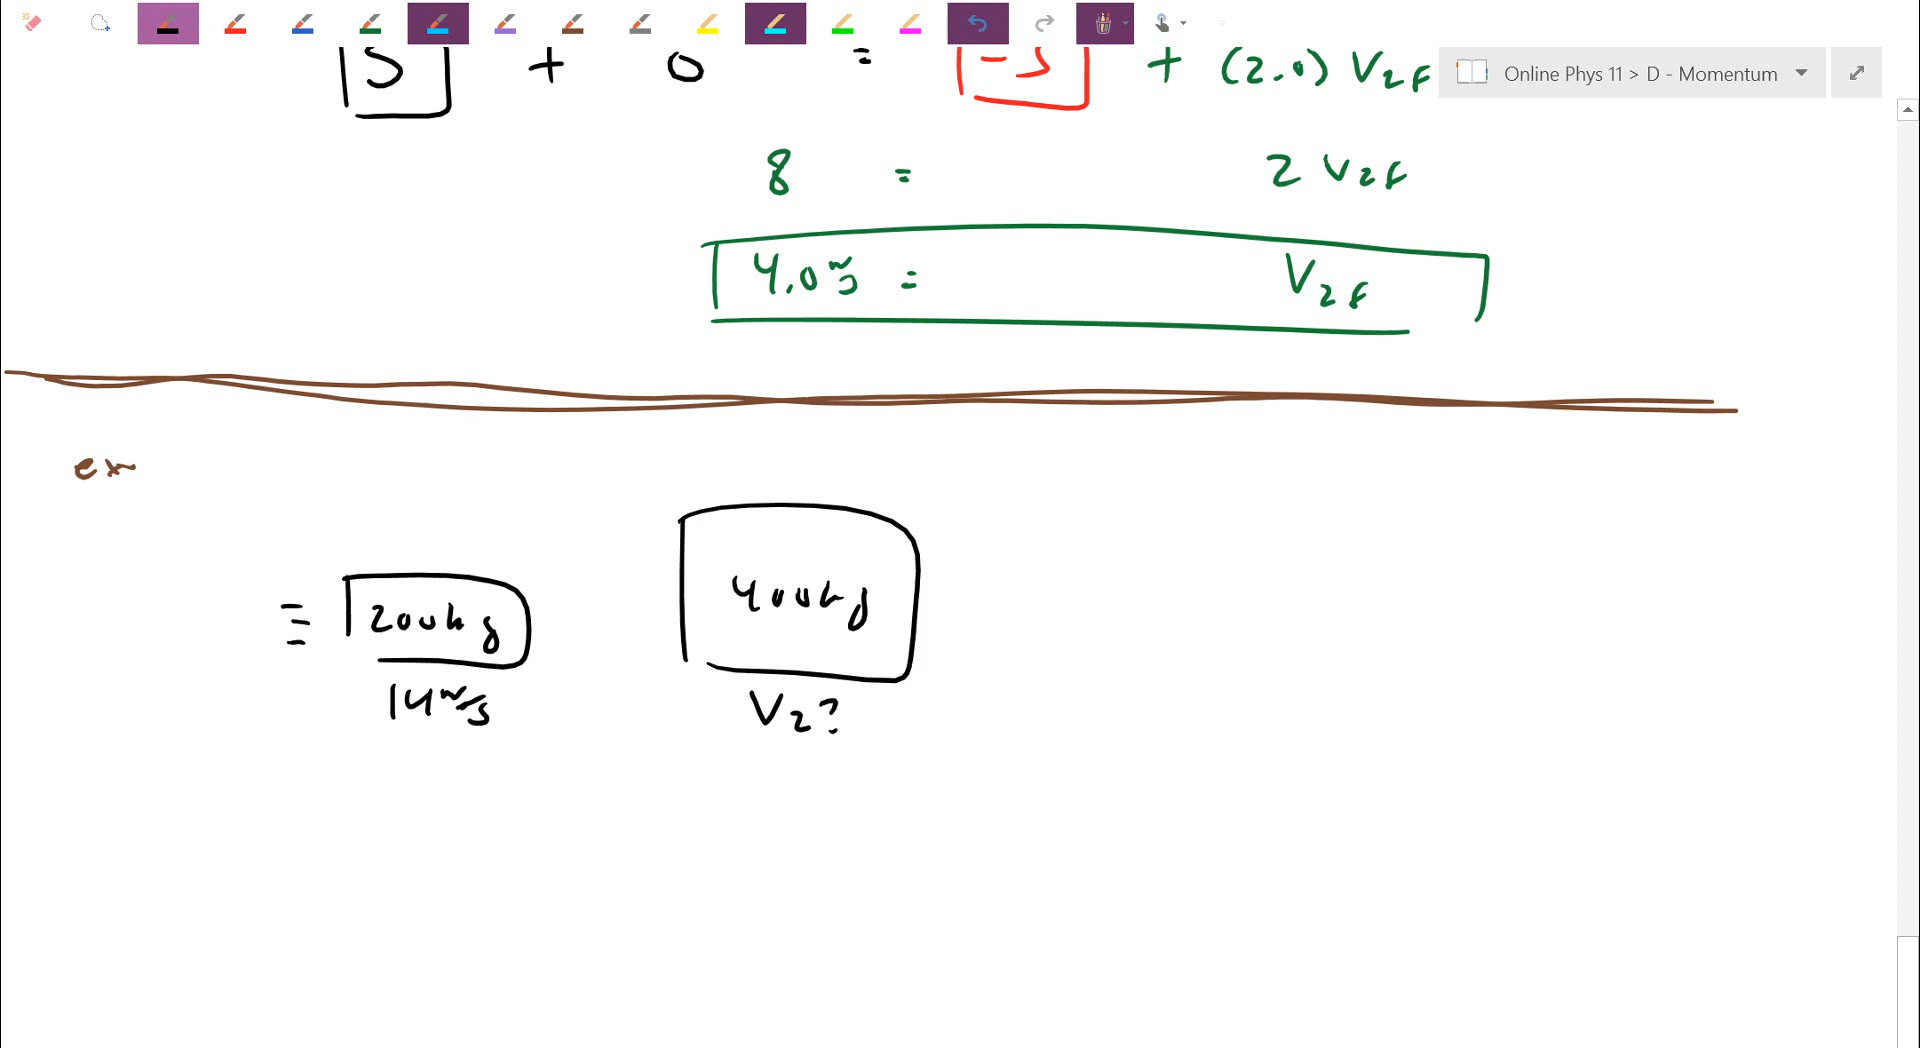 5 + 0 = -3 + (2.0) V2F
Online Phys 11 > D - Momentum
8 = 2 V2F
4.0 m/s = V2F
ex
200kg
400kg
14 m/s
V2?